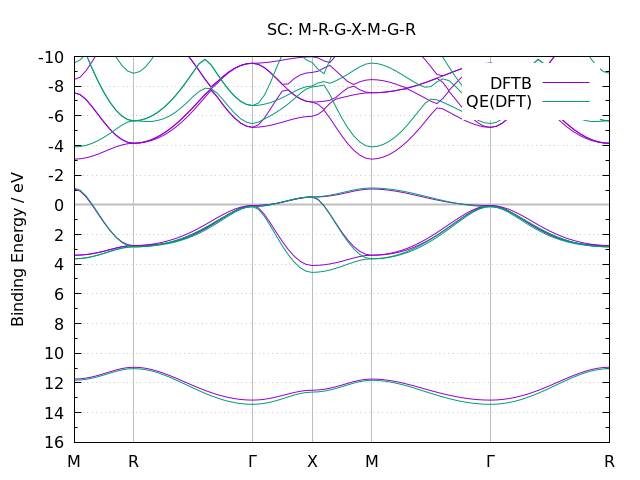 SC: M-R-G-X-M-G-R
-10
-8
-6
-4
-2
0
2
4
6
8
10
12
14
16
Binding Energy / eV
DFTB
QE(DFT)
M R Γ X M Γ R